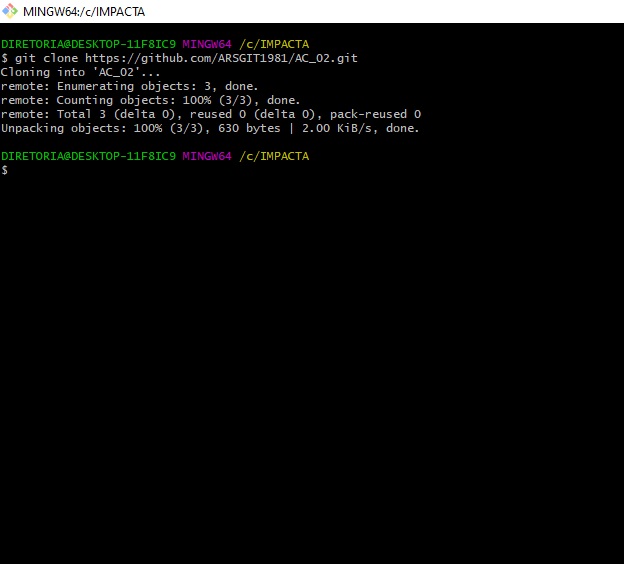 MINGW64:/c/IMPACTA
DIRETORIA@DESKTOP-11F8IC9 MINGW64 /c/IMPACTA
$ git clone https://github.com/ARSGIT1981/AC_02.git
Cloning into 'AC_02'...
remote: Enumerating objects: 3, done.
remote: Counting objects: 100% (3/3), done.
remote: Total 3 (delta 0), reused 0 (delta 0), pack-reused 0
Unpacking objects: 100% (3/3), 630 bytes | 2.00 KiB/s, done.
DIRETORIA@DESKTOP-11F8IC9 MINGW64 /c/IMPACTA
$